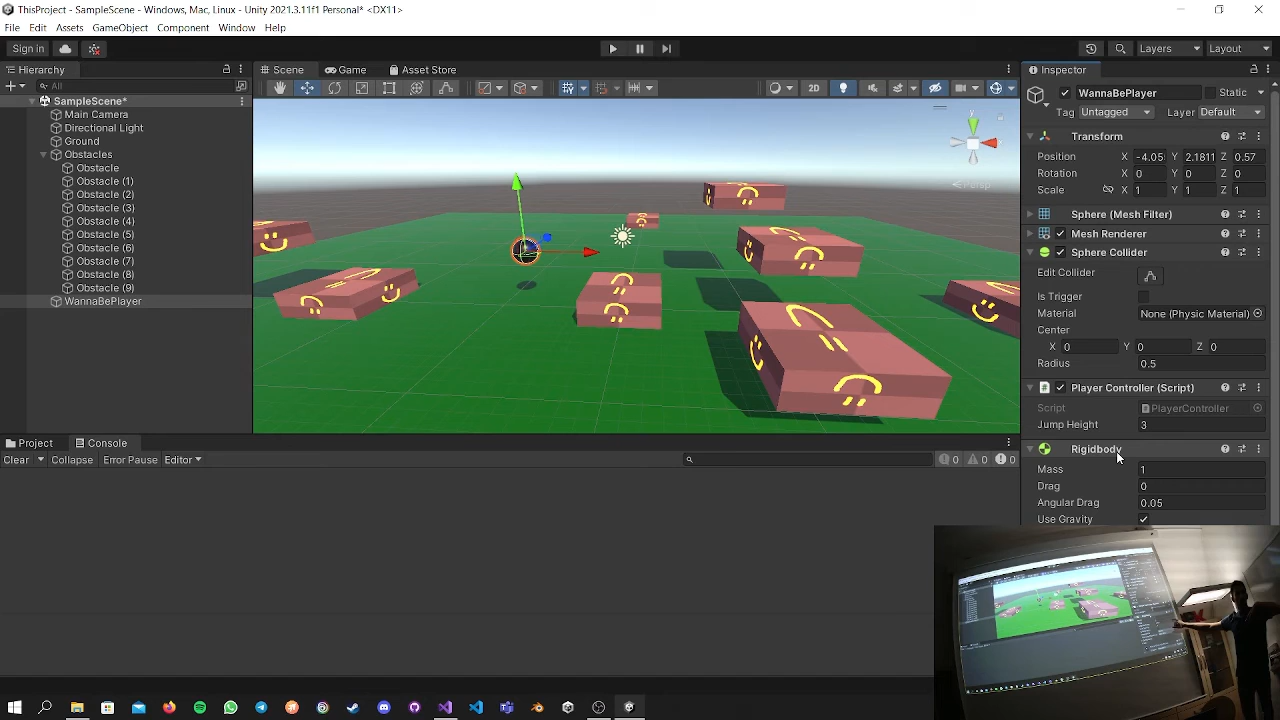 ThisProject - SampleScene - Windows, Mac, Linux - Unity 2021.3.11f1 Personal* <DX11>
File Edit Assets GameObject Component Window Help
Sign in Layers Layout
Hierarchy
All
SampleScene*
Main Camera
Directional Light
Ground
Obstacles
Obstacle
Obstacle (1)
Obstacle (2)
Obstacle (3)
Obstacle (4)
Obstacle (5)
Obstacle (6)
Obstacle (7)
Obstacle (8)
Obstacle (9)
WannaBePlayer
Scene Game Asset Store
2D
y
Persp
Project Console
Clear Collapse Error Pause Editor 0 0 0
Inspector
WannaBePlayer Static
Tag Untagged Layer Default
Transform
Position X -4.05 Y 2.1811 Z 0.57
Rotation X 0 Y 0 Z 0
Scale X 1 Y 1 Z 1
Sphere (Mesh Filter)
Mesh Renderer
Sphere Collider
Edit Collider
Is Trigger
Material None (Physic Material)
Center
X 0 Y 0 Z 0
Radius 0.5
Player Controller (Script)
Script PlayerController
Jump Height 3
Rigidbody
Mass 1
Drag 0
Angular Drag 0.05
Use Gravity